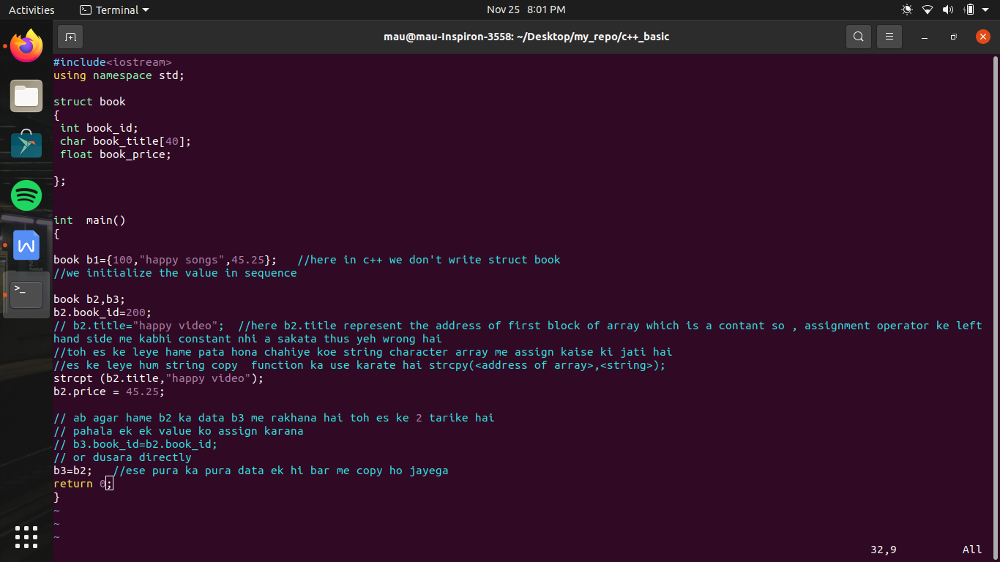 Activities Terminal Nov 25 8:01 PM
mau@mau-Inspiron-3558: ~/Desktop/my_repo/c++_basic
#include<iostream>
using namespace std;
struct book
{
int book_id;
char book_title[40];
float book_price;
};
int  main()
{
book b1={100,"happy songs",45.25};   //here in c++ we don't write struct book
//we initialize the value in sequence
book b2,b3;
b2.book_id=200;
// b2.title="happy video";  //here b2.title represent the address of first block of array which is a contant so , assignment operator ke left
hand side me kabhi constant nhi a sakata thus yeh wrong hai
//toh es ke leye hame pata hona chahiye koe string character array me assign kaise ki jati hai
//es ke leye hum string copy  function ka use karate hai strcpy(<address of array>,<string>);
strcpt (b2.title,"happy video");
b2.price = 45.25;
// ab agar hame b2 ka data b3 me rakhana hai toh es ke 2 tarike hai
// pahala ek ek value ko assign karana
// b3.book_id=b2.book_id;
// or dusara directly
b3=b2;   //ese pura ka pura data ek hi bar me copy ho jayega
return 0;
}
~
~
~
32,9 All